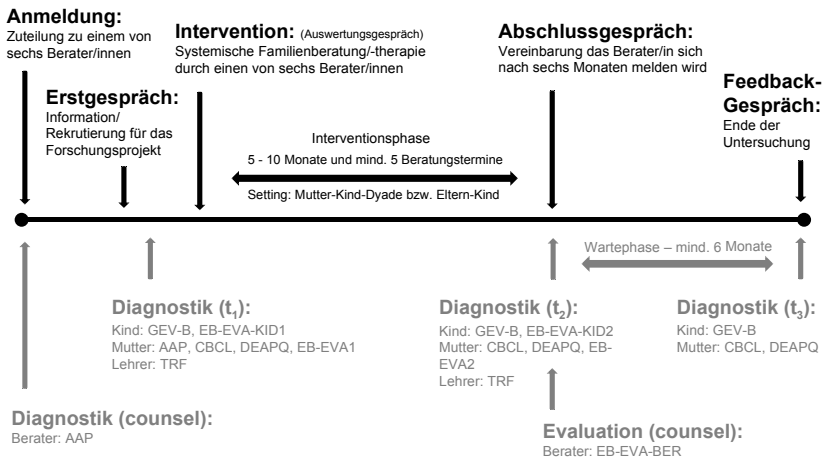 Anmeldung:
Zuteilung zu einem von
sechs Berater/innen
Erstgespräch:
Information/
Rekrutierung für das
Forschungsprojekt
Intervention: (Auswertungsgespräch)
Systemische Familienberatung/-therapie
durch einen von sechs Berater/innen
Interventionsphase
5 - 10 Monate und mind. 5 Beratungstermine
Setting: Mutter-Kind-Dyade bzw. Eltern-Kind
Abschlussgespräch:
Vereinbarung das Berater/in sich
nach sechs Monaten melden wird
Feedback-
Gespräch:
Ende der
Untersuchung
Wartephase – mind. 6 Monate
Diagnostik (t₁):
Kind: GEV-B, EB-EVA-KID1
Mutter: AAP, CBCL, DEAPQ, EB-EVA1
Lehrer: TRF
Diagnostik (t₂):
Kind: GEV-B, EB-EVA-KID2
Mutter: CBCL, DEAPQ, EB-
EVA2
Lehrer: TRF
Diagnostik (t₃):
Kind: GEV-B
Mutter: CBCL, DEAPQ
Diagnostik (counsel):
Berater: AAP
Evaluation (counsel):
Berater: EB-EVA-BER